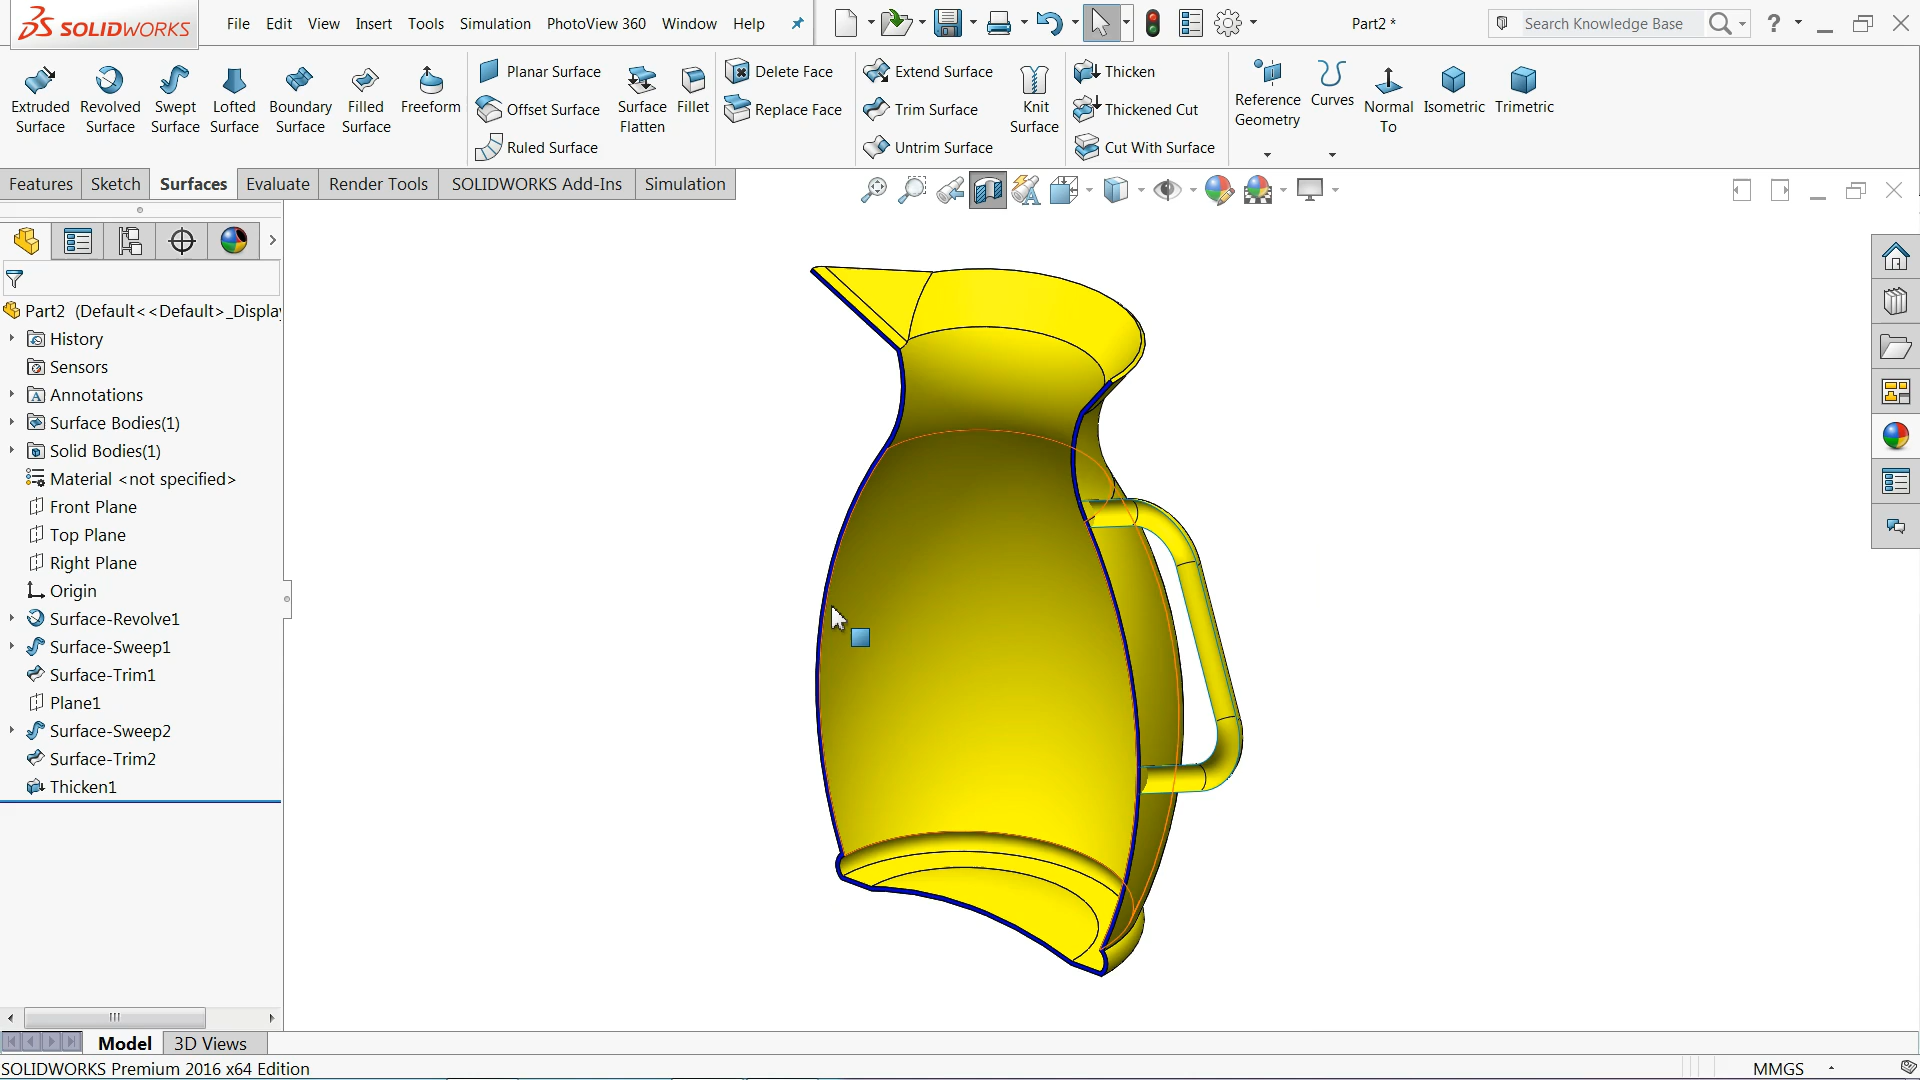 SOLIDWORKS File Edit View Insert Tools Simulation PhotoView 360 Window Help Part2 * Search Knowledge Base ?
Extruded Surface
Revolved Surface
Swept Surface
Lofted Surface
Boundary Surface
Filled Surface
Freeform
Planar Surface
Offset Surface
Ruled Surface
Surface Flatten
Fillet
Delete Face
Replace Face
Extend Surface
Trim Surface
Untrim Surface
Knit Surface
Thicken
Thickened Cut
Cut With Surface
Reference Geometry
Curves
Normal To
Isometric
Trimetric
Features Sketch Surfaces Evaluate Render Tools SOLIDWORKS Add-Ins Simulation
Part2 (Default<<Default>_Displa
History
Sensors
Annotations
Surface Bodies(1)
Solid Bodies(1)
Material <not specified>
Front Plane
Top Plane
Right Plane
Origin
Surface-Revolve1
Surface-Sweep1
Surface-Trim1
Plane1
Surface-Sweep2
Surface-Trim2
Thicken1
Model 3D Views
SOLIDWORKS Premium 2016 x64 Edition MMGS